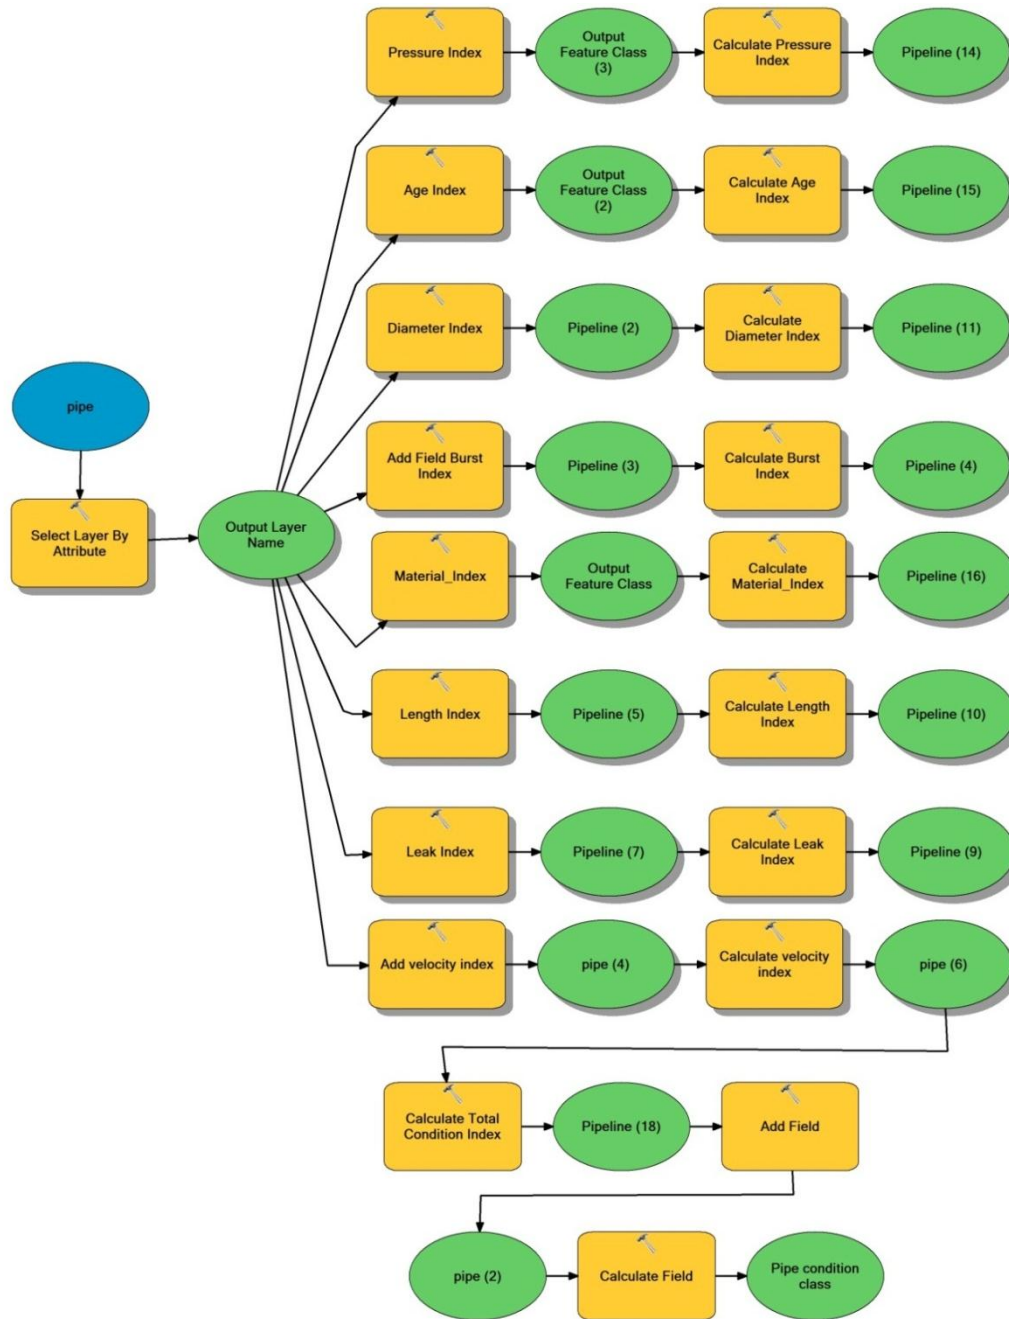 Pressure Index
Output
Feature Class
(3)
Calculate Pressure
Index
Pipeline (14)
Age Index
Output
Feature Class
(2)
Calculate Age
Index
Pipeline (15)
Diameter Index
Pipeline (2)
Calculate
Diameter Index
Pipeline (11)
pipe
Add Field Burst
Index
Pipeline (3)
Calculate Burst
Index
Pipeline (4)
Select Layer By
Attribute
Output Layer
Name
Material_Index
Output
Feature Class
Calculate
Material_Index
Pipeline (16)
Length Index
Pipeline (5)
Calculate Length
Index
Pipeline (10)
Leak Index
Pipeline (7)
Calculate Leak
Index
Pipeline (9)
Add velocity index
pipe (4)
Calculate velocity
index
pipe (6)
Calculate Total
Condition Index
Pipeline (18)
Add Field
pipe (2)
Calculate Field
Pipe condition
class